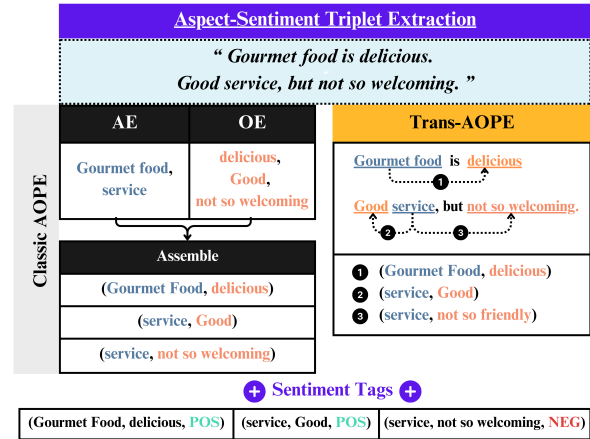 Aspect-Sentiment Triplet Extraction
“ Gourmet food is delicious.
Good service, but not so welcoming. ”
Classic AOPE
AE
OE
Gourmet food,
service
delicious,
Good,
not so welcoming
Assemble
(Gourmet Food, delicious)
(service, Good)
(service, not so welcoming)
Trans-AOPE
Gourmet food is delicious
1
Good service, but not so welcoming.
2 3
1 (Gourmet Food, delicious)
2 (service, Good)
3 (service, not so friendly)
+ Sentiment Tags +
(Gourmet Food, delicious, POS)
(service, Good, POS)
(service, not so welcoming, NEG)